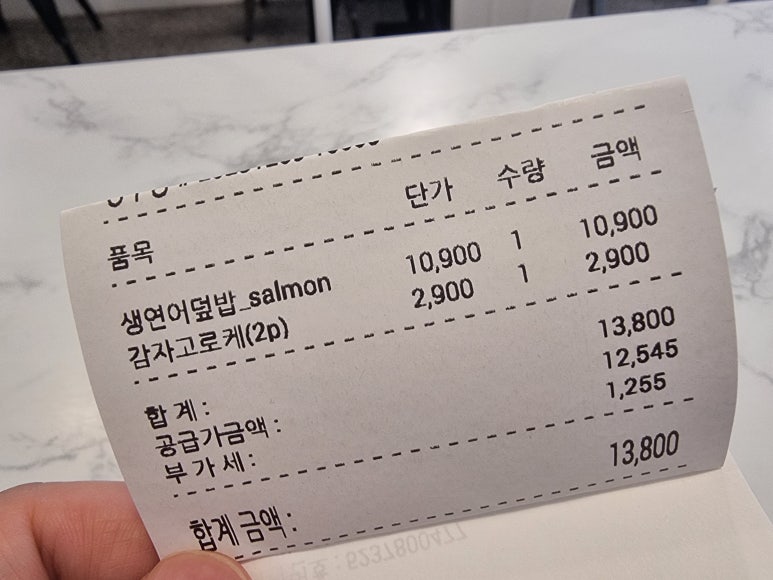 품목 단가 수량 금액
생연어덮밥_salmon 10,900 1 10,900
감자고로케(2p) 2,900 1 2,900
합 계 : 13,800
공급가금액 : 12,545
부 가 세 : 1,255
합계 금액 : 13,800